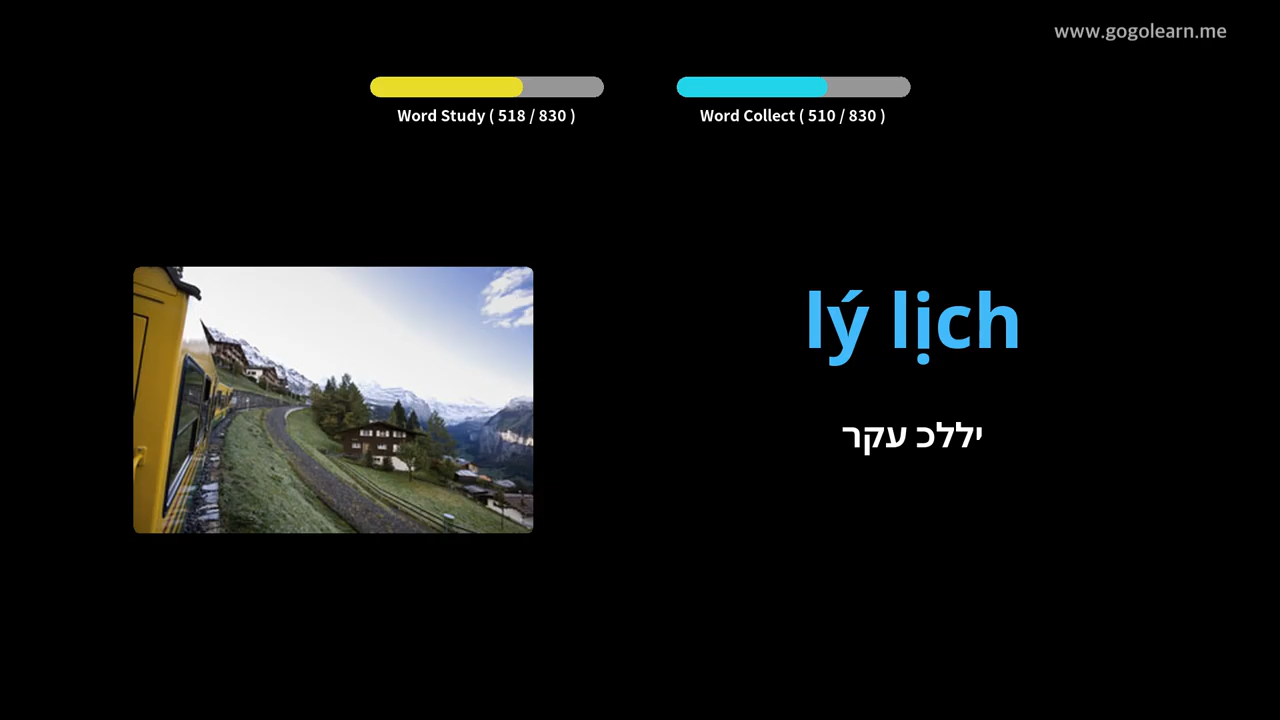 www.gogolearn.me
Word Study ( 518 / 830 )
Word Collect ( 510 / 830 )
lý lịch
יללכ עקר